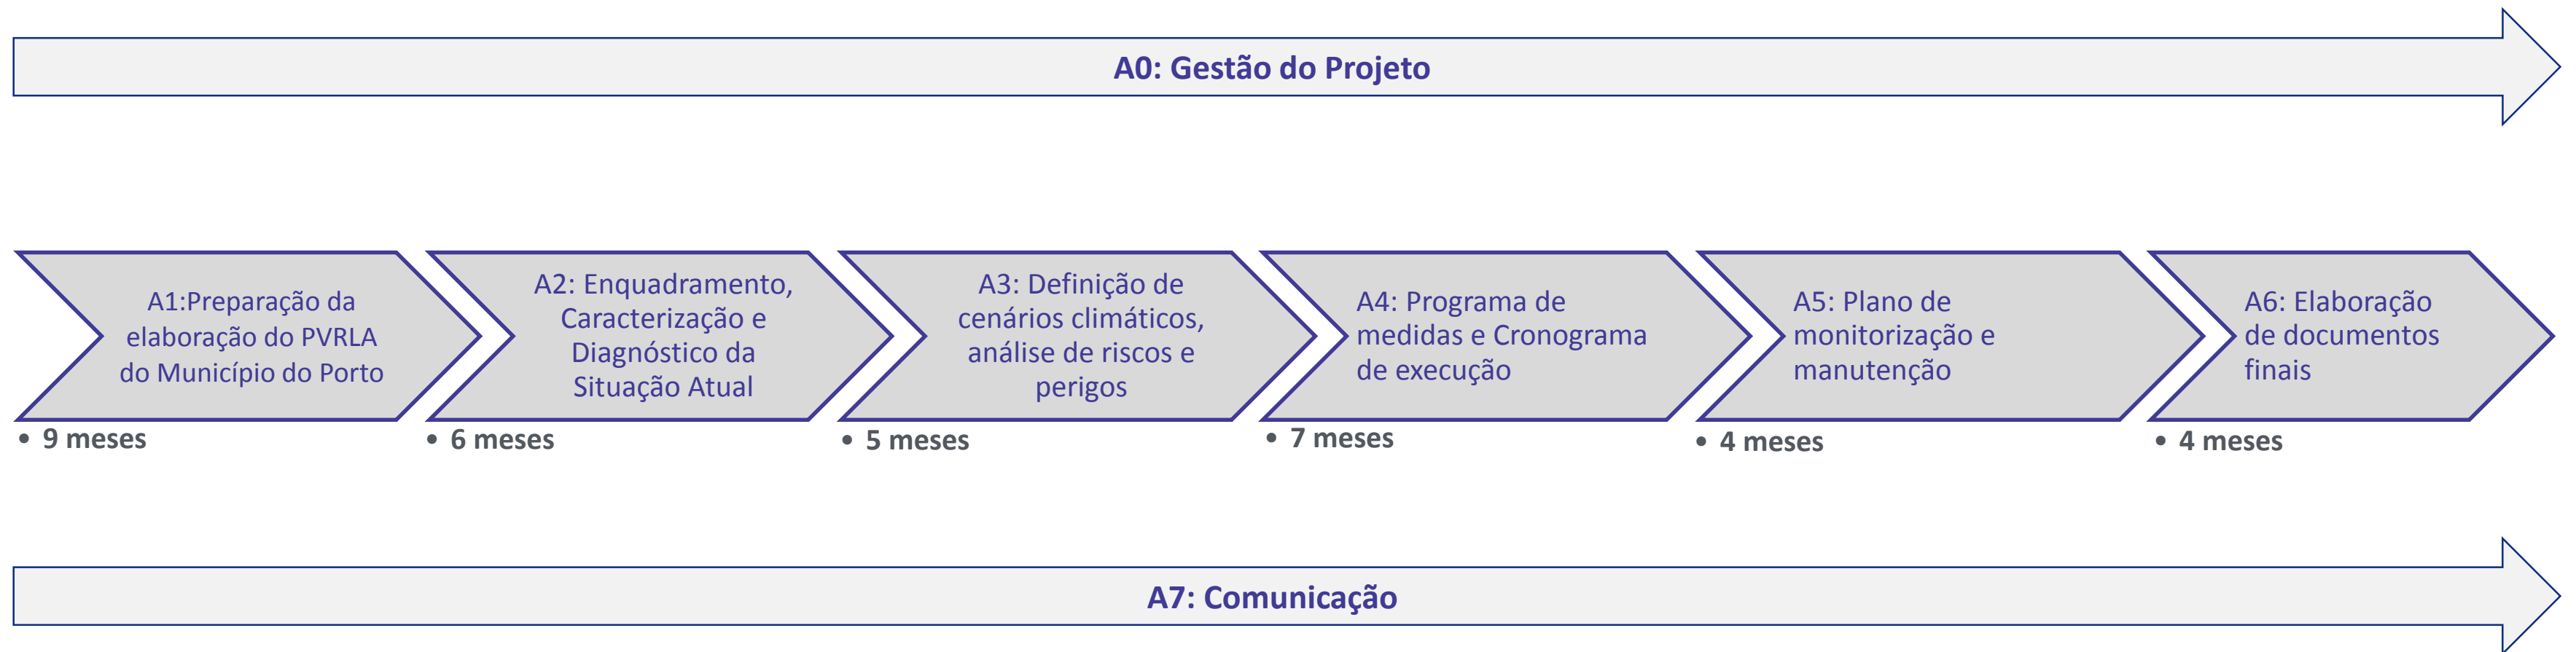 A0: Gestão do Projeto
A1:Preparação da
elaboração do PVRLA
do Município do Porto
• 9 meses
A2: Enquadramento,
Caracterização e
Diagnóstico da
Situação Atual
• 6 meses
A3: Definição de
cenários climáticos,
análise de riscos e
perigos
• 5 meses
A4: Programa de
medidas e Cronograma
de execução
• 7 meses
A5: Plano de
monitorização e
manutenção
• 4 meses
A6: Elaboração
de documentos
finais
• 4 meses
A7: Comunicação